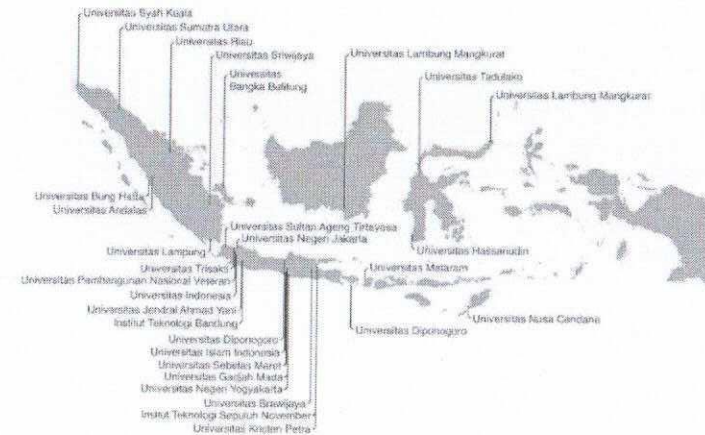 Universitas Syah Kuala
Universitas Sumatra Utara
Universitas Riau
Universitas Sriwijaya
Universitas
Bangka Balitung
Universitas Lambung Mangkurat
Universitas Tadulako
Universitas Lambung Mangkurat
Universitas Bung Hatta
Universitas Andalas
Universitas Lampung
Universitas Sultan Ageng Tirtayasa
Universitas Negeri Jakarta
Universitas Trisakti
Universitas Pembangunan Nasional Veteran
Universitas Indonesia
Universitas Jendral Ahmad Yani
Institut Teknologi Bandung
Universitas Hassanudin
Universitas Mataram
Universitas Nusa Cendana
Universitas Diponogoro
Universitas Diponogoro
Universitas Islam Indonesia
Universitas Sebelas Maret
Universitas Gadjah Mada
Universitas Negeri Yogyakarta
Universitas Brawijaya
Institut Teknologi Sepuluh November
Universitas Kristen Petra